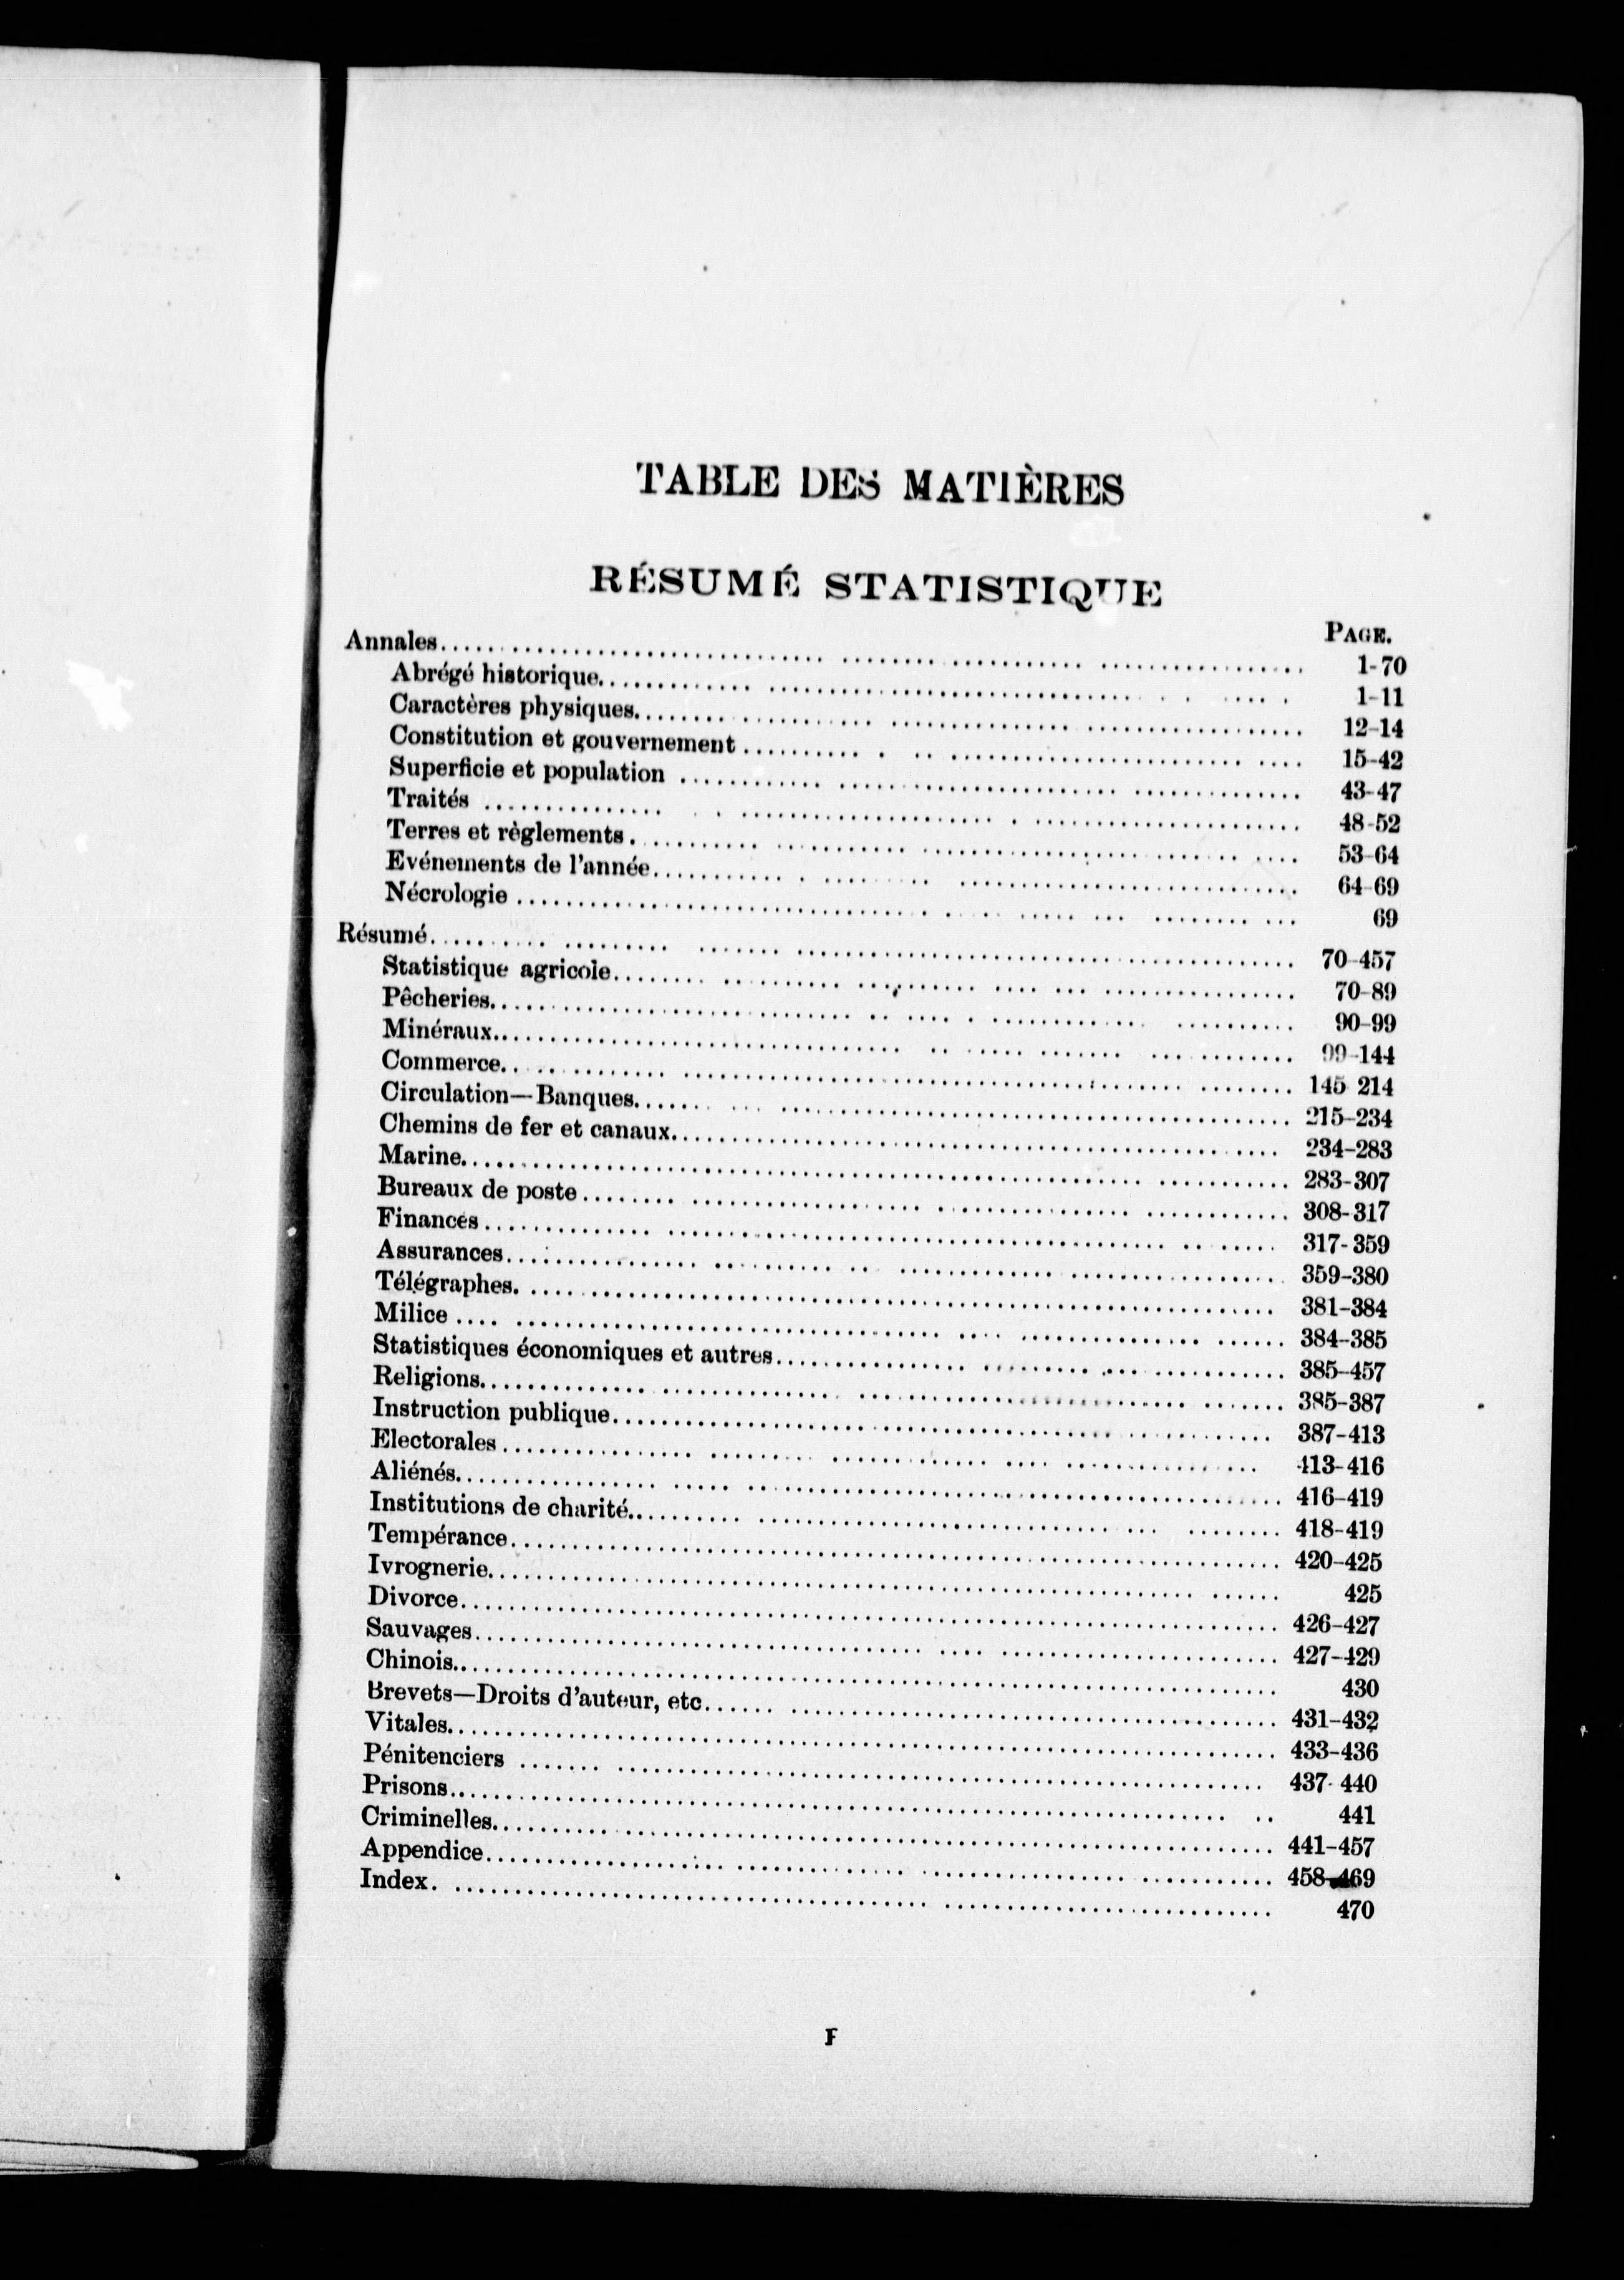 TABLE DES MATIÈRES
RÉSUMÉ STATISTIQUE
PAGE.
Annales 1-70
Abrégé historique 1-11
Caractères physiques 12-14
Constitution et gouvernement 15-42
Superficie et population 43-47
Traités 48-52
Terres et règlements 53-64
Evénements de l'année 64-69
Nécrologie 69
Résumé 70-457
Statistique agricole 70-89
Pêcheries 90-99
Minéraux 99-144
Commerce 145 214
Circulation—Banques 215-234
Chemins de fer et canaux 234-283
Marine 283-307
Bureaux de poste 308-317
Finances 317-359
Assurances 359-380
Télégraphes 381-384
Milice 384-385
Statistiques économiques et autres 385-457
Religions 385-387
Instruction publique 387-413
Electorales 413-416
Aliénés 416-419
Institutions de charité 418-419
Tempérance 420-425
Ivrognerie 425
Divorce 426-427
Sauvages 427-429
Chinois 430
Brevets—Droits d'auteur, etc 431-432
Vitales 433-436
Pénitenciers 437-440
Prisons 441
Criminelles 441-457
Appendice 458-469
Index 470
F